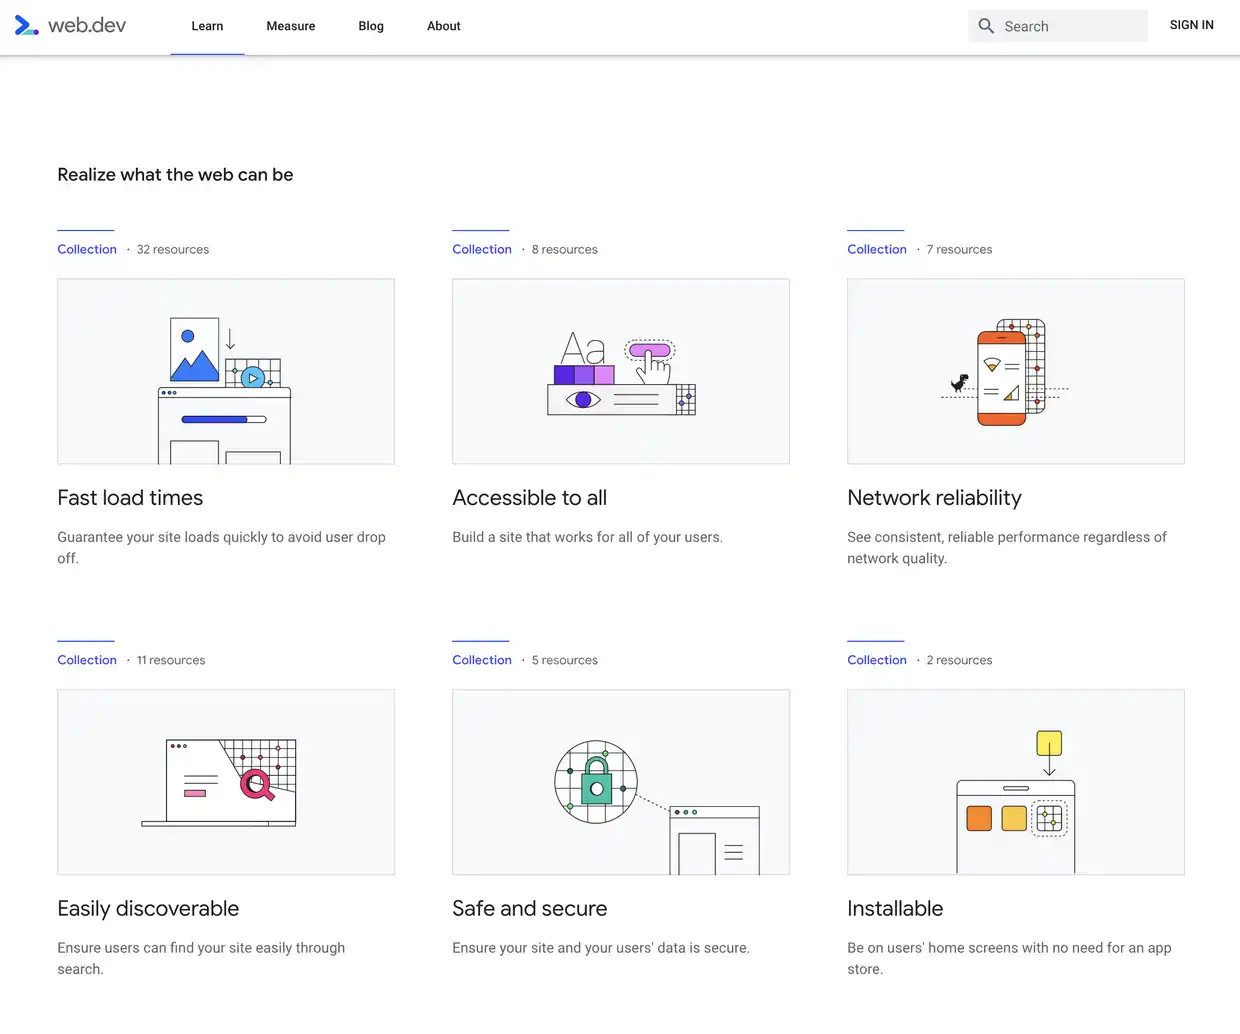 web.dev
Learn
Measure
Blog
About
Search
SIGN IN
Realize what the web can be
Collection · 32 resources
Collection · 8 resources
Collection · 7 resources
Aa
Fast load times
Guarantee your site loads quickly to avoid user drop
off.
Accessible to all
Build a site that works for all of your users.
Network reliability
See consistent, reliable performance regardless of
network quality.
Collection · 11 resources
Collection · 5 resources
Collection · 2 resources
Easily discoverable
Ensure users can find your site easily through
search.
Safe and secure
Ensure your site and your users' data is secure.
Installable
Be on users' home screens with no need for an app
store.